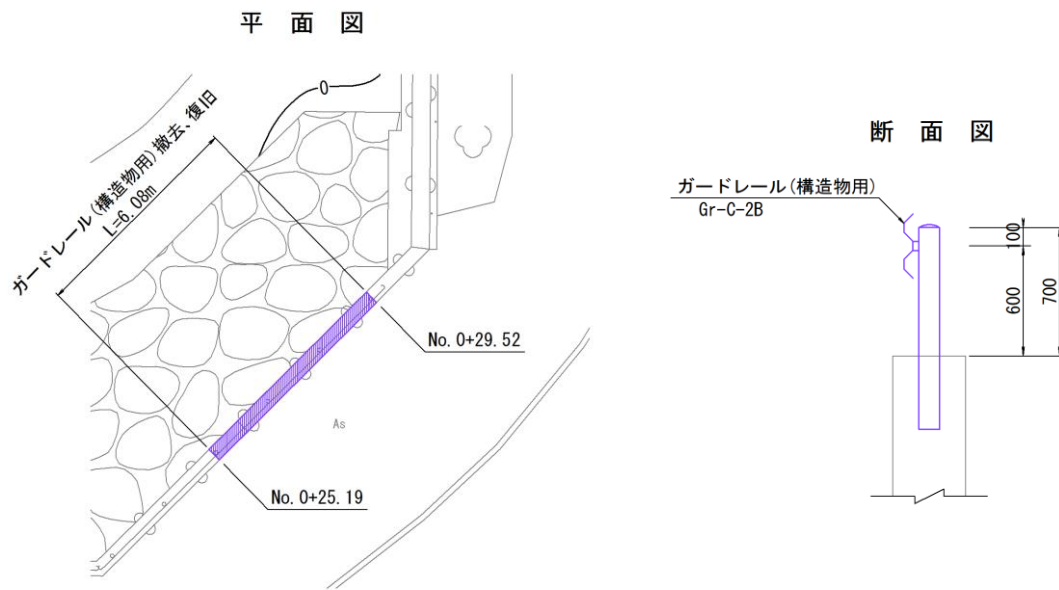 平 面 図
ガードレール(構造物用)撤去、復旧
L=6.08m
0
No. 0+29.52
As
No. 0+25.19
断 面 図
ガードレール(構造物用)
Gr-C-2B
100
600
700